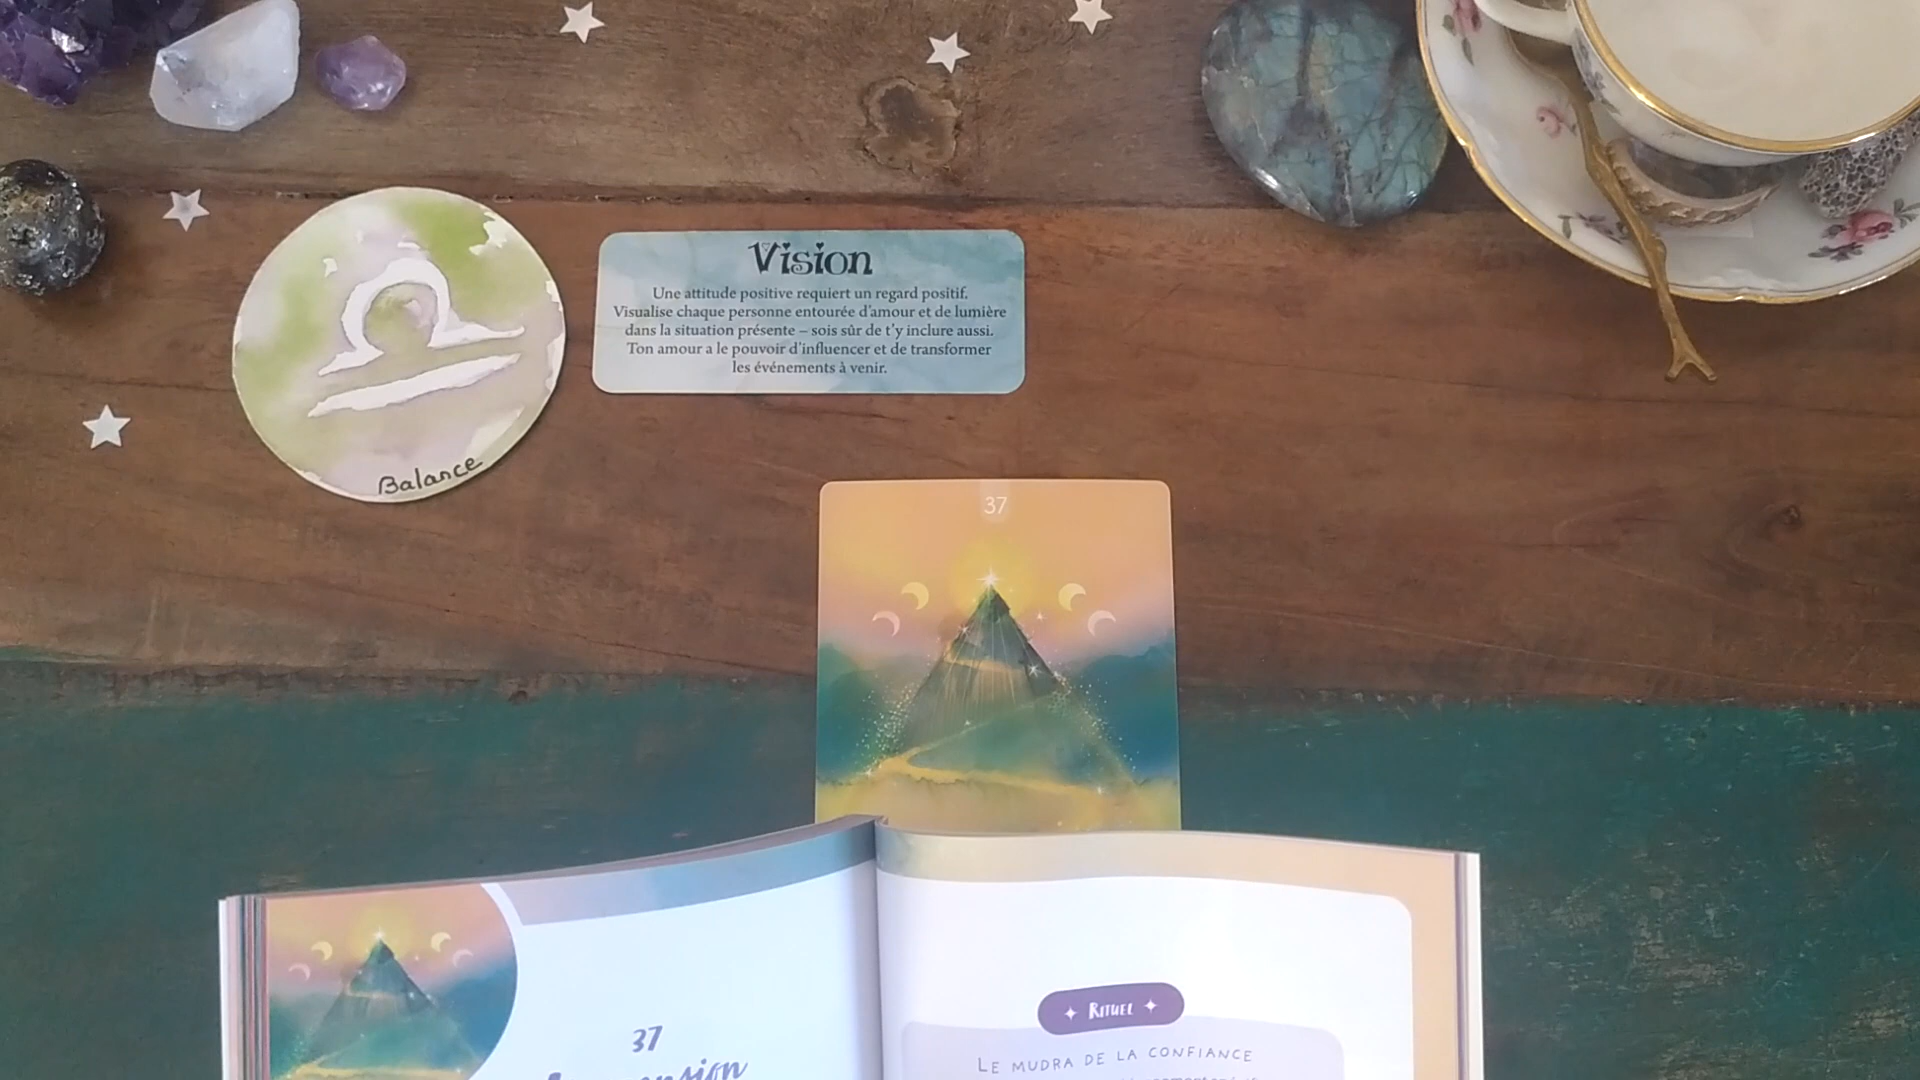 Vision
Une attitude positive requiert un regard positif.
Visualise chaque personne entourée d'amour et de lumière
dans la situation présente – sois sûr de t'y inclure aussi.
Ton amour a le pouvoir d'influencer et de transformer
les événements à venir.
Balance
37
37
RITUEL
LE MUDRA DE LA CONFIANCE